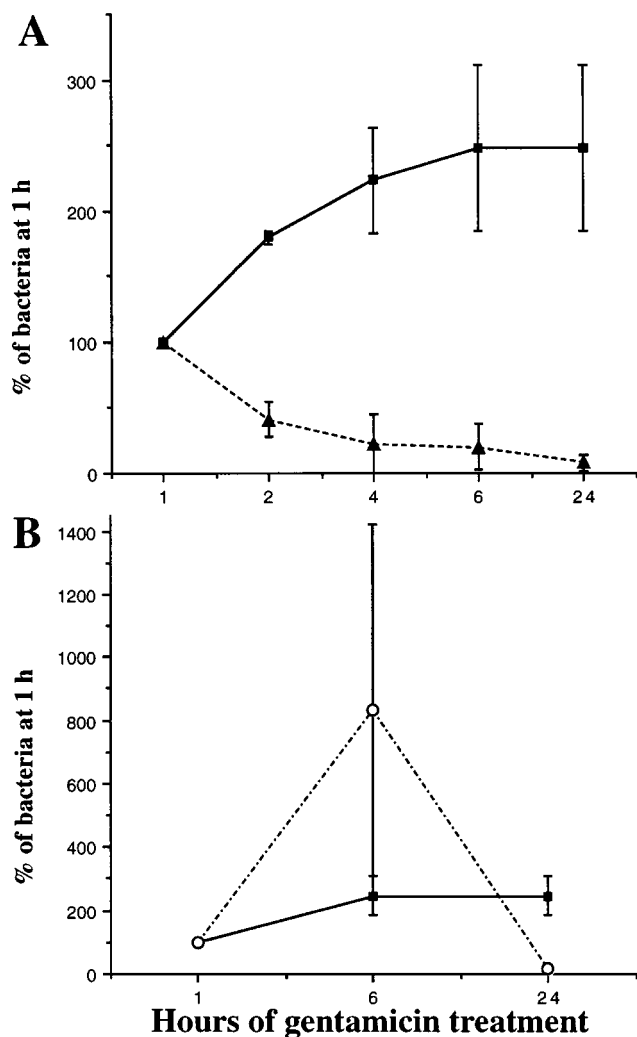 A
% of bacteria at 1 h
300
200
100
0
1 2 4 6 24
B
% of bacteria at 1 h
1400
1200
1000
800
600
400
200
0
1 6 24
Hours of gentamicin treatment